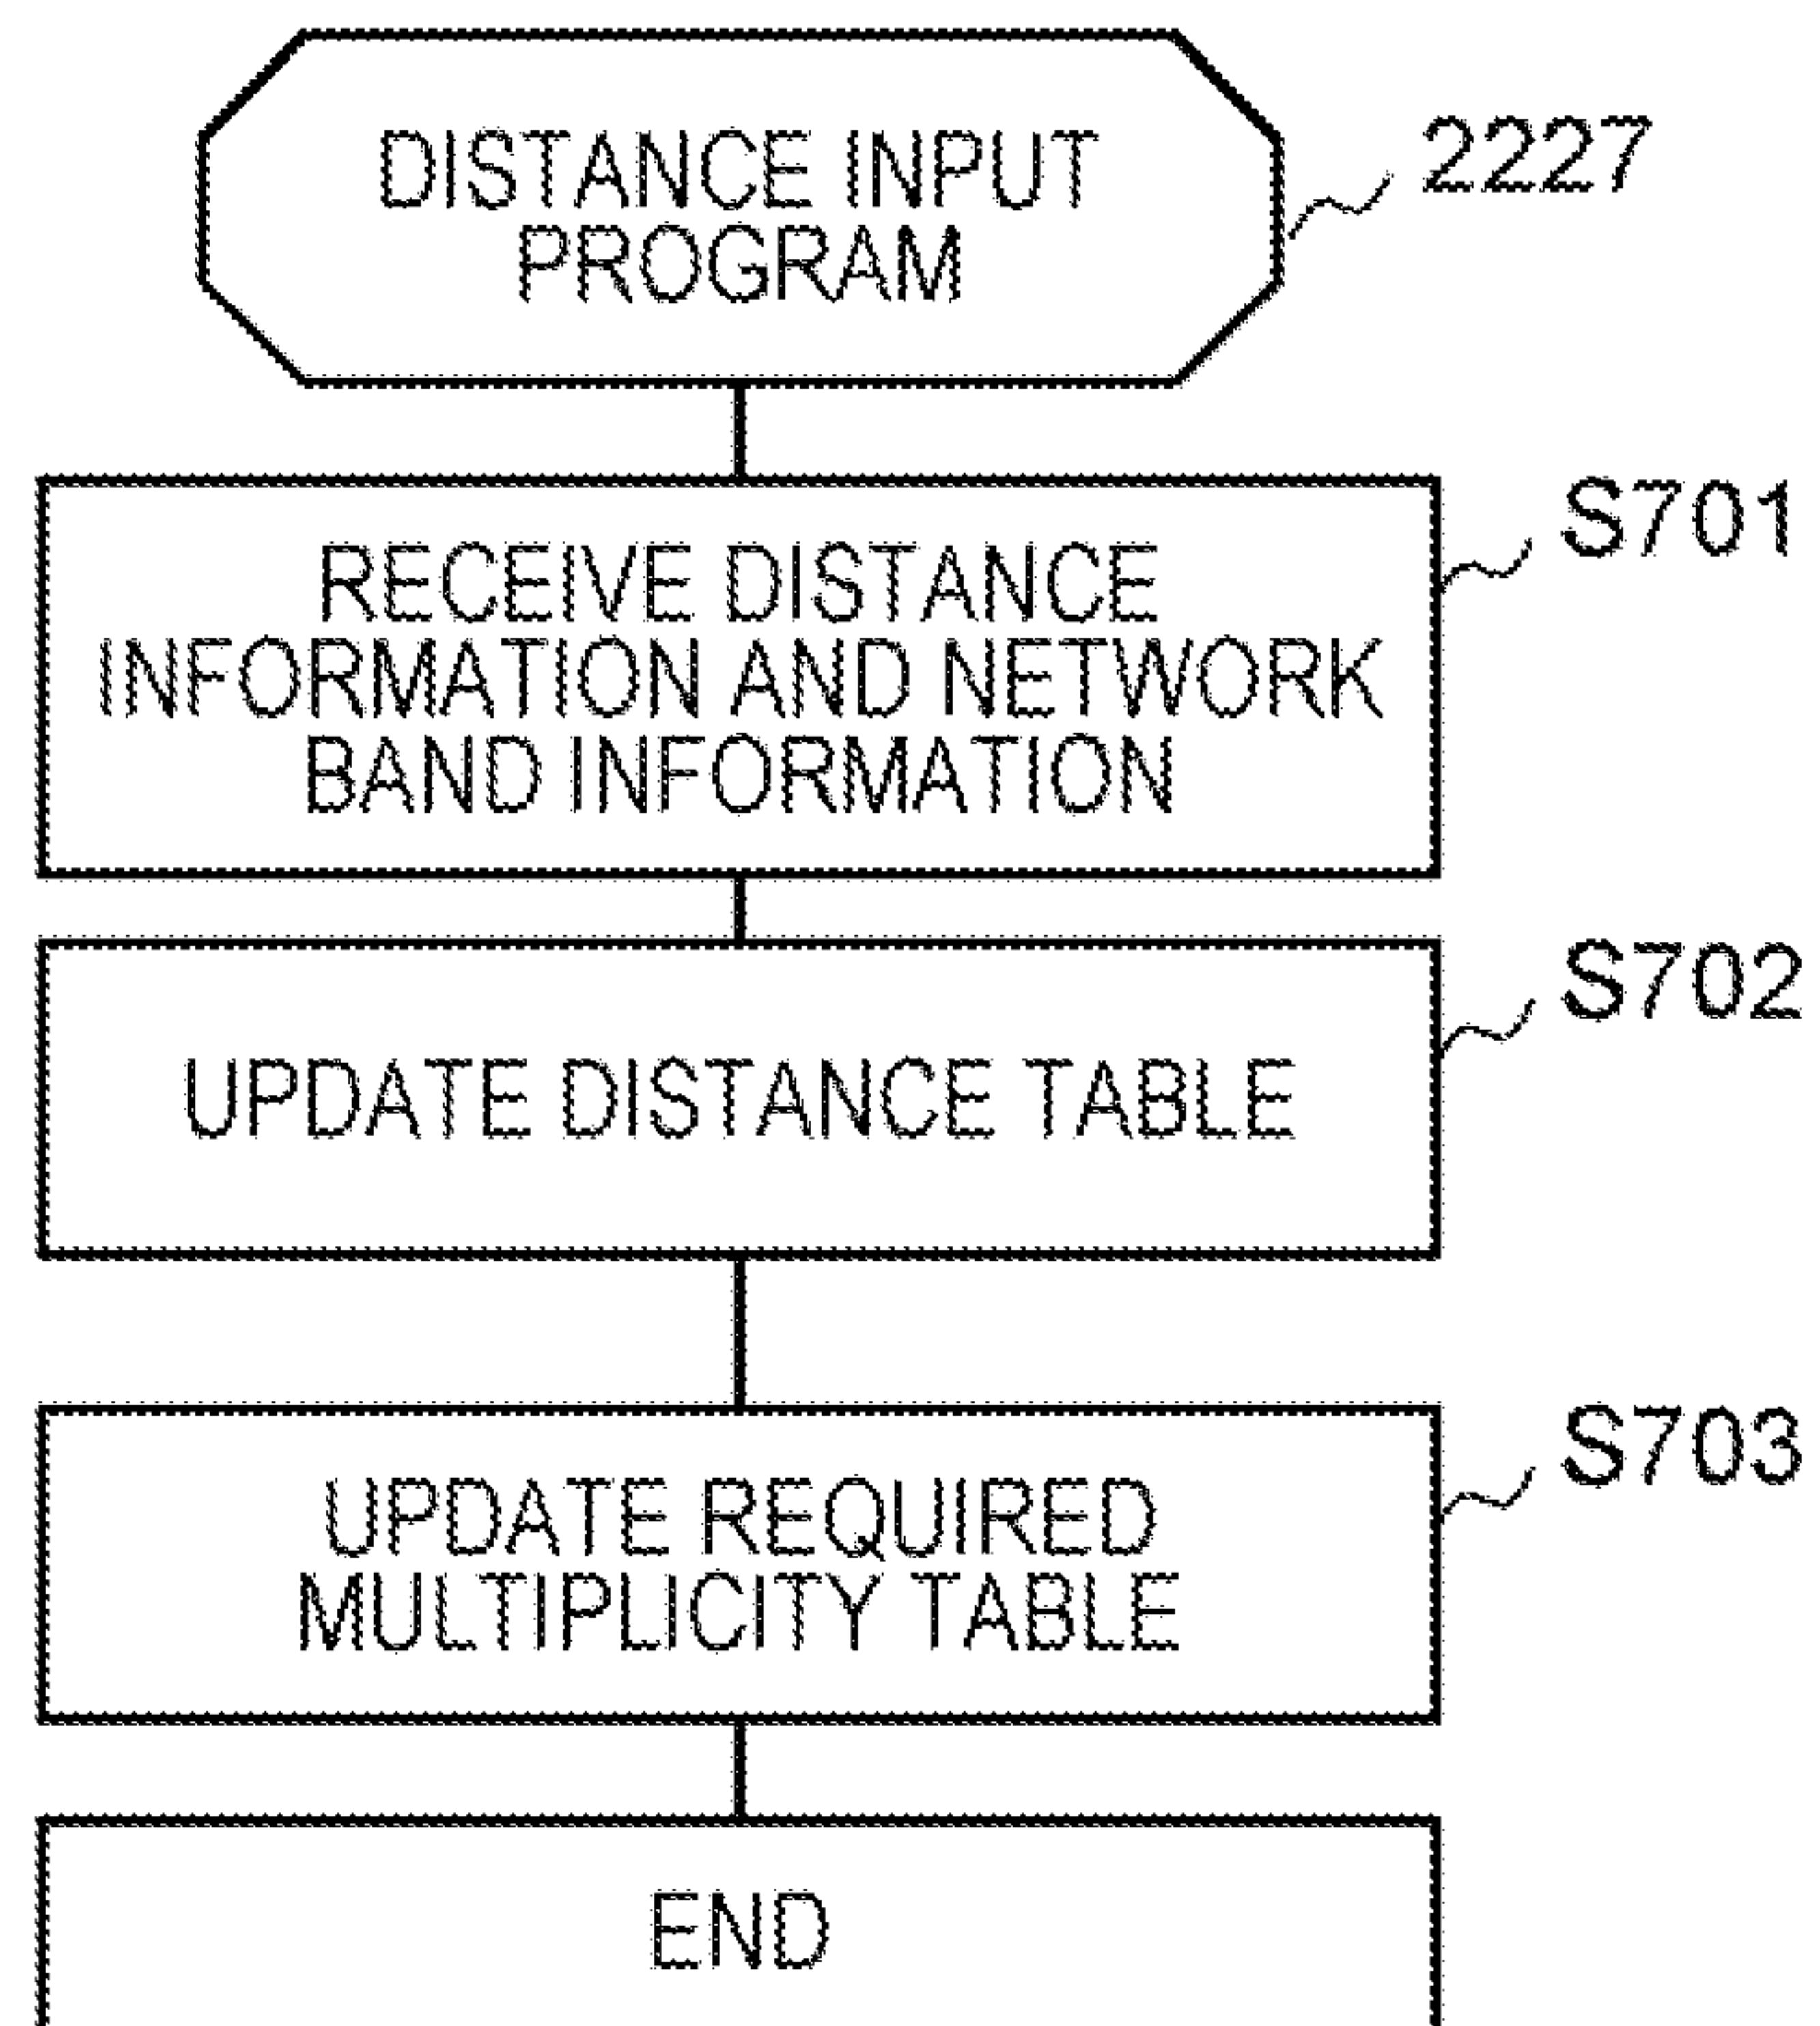 DISTANCE INPUT
PROGRAM
2227
RECEIVE DISTANCE
INFORMATION AND NETWORK
BAND INFORMATION
S701
UPDATE DISTANCE TABLE
S702
UPDATE REQUIRED
MULTIPLICITY TABLE
S703
END